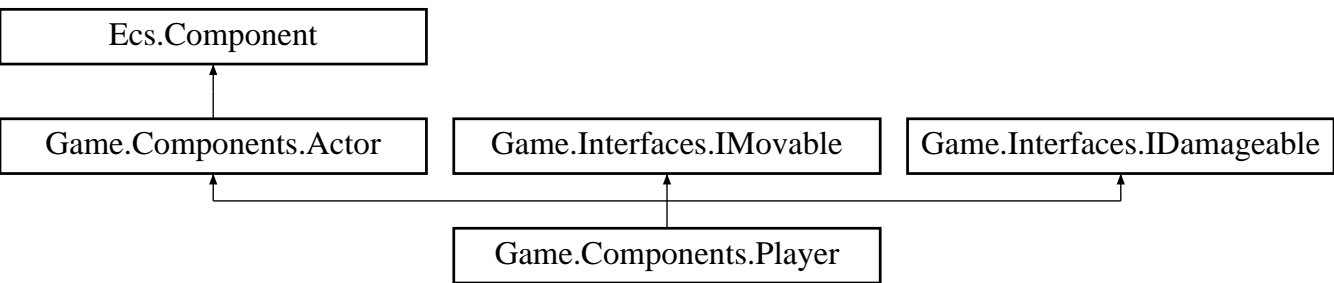 Ecs.Component
Game.Components.Actor
Game.Interfaces.IMovable
Game.Interfaces.IDamageable
Game.Components.Player